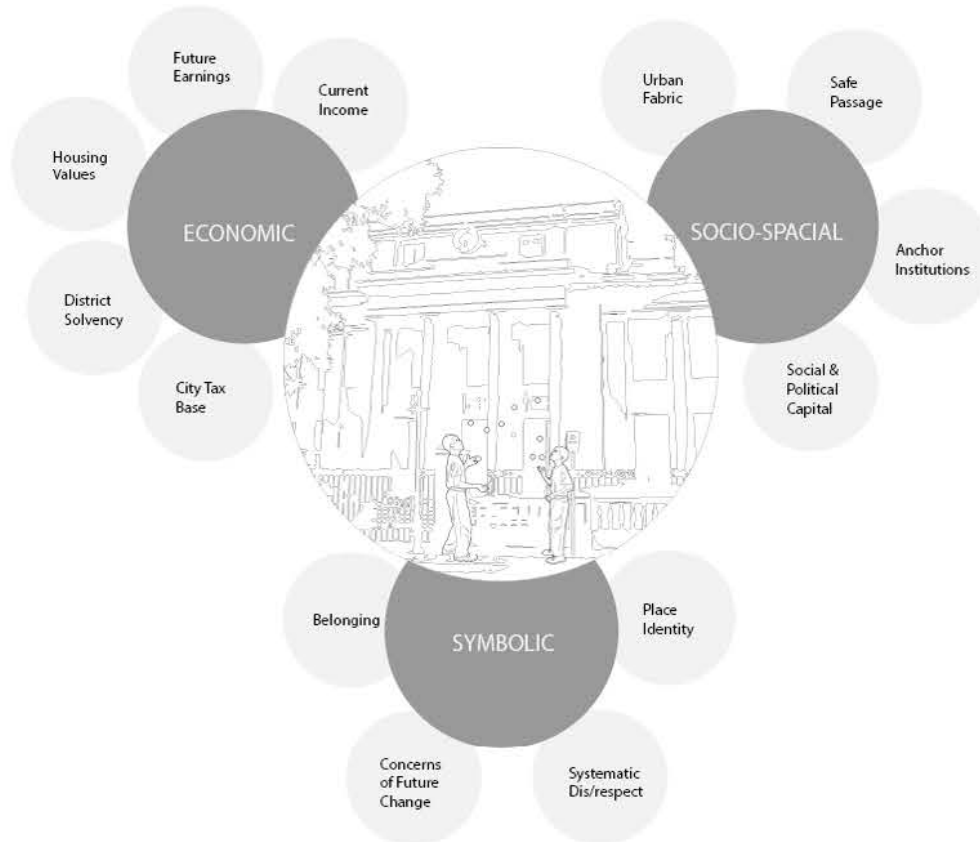 Future
Earnings
Current
Income
Housing
Values
ECONOMIC
District
Solvency
City Tax
Base
Urban
Fabric
Safe
Passage
SOCIO-SPACIAL
Anchor
Institutions
Social &
Political
Capital
Belonging
SYMBOLIC
Place
Identity
Concerns
of Future
Change
Systematic
Dis/respect